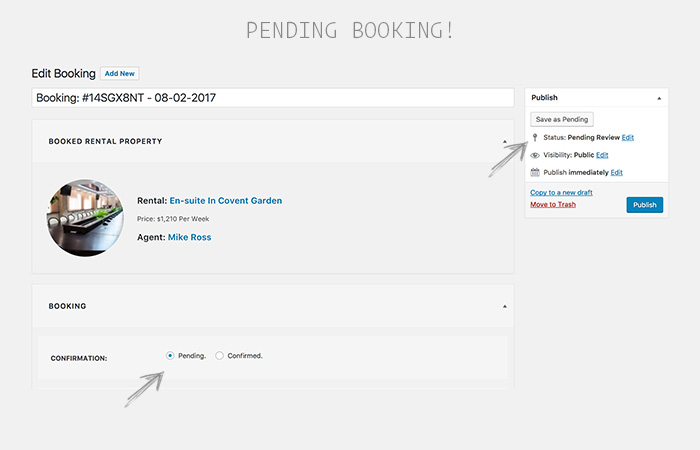 PENDING BOOKING!
Edit Booking Add New
Booking: #14SGX8NT - 08-02-2017
BOOKED RENTAL PROPERTY
Rental: En-suite In Covent Garden
Price: $1,210 Per Week
Agent: Mike Ross
BOOKING
CONFIRMATION: Pending. Confirmed.
Publish
Save as Pending
Status: Pending Review Edit
Visibility: Public Edit
Publish immediately Edit
Copy to a new draft
Move to Trash Publish